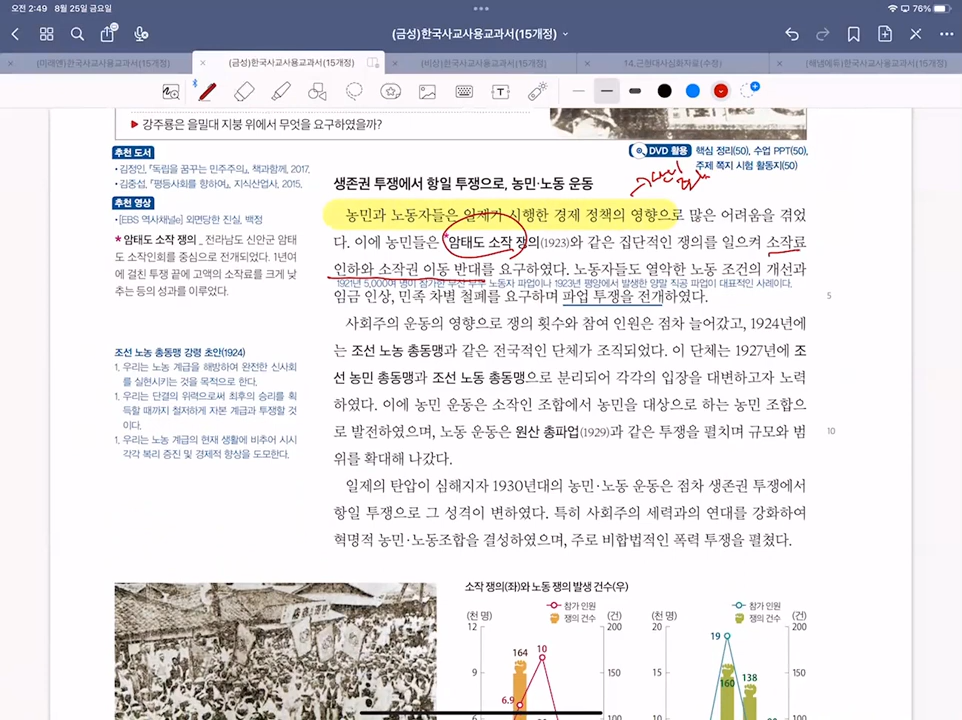 오전 2:49 8월 25일 금요일
76%
(금성)한국사교사용교과서(15개정)
(미래엔)한국사교사용교과서(15개정)
(금성)한국사교사용교과서(15개정)
(비상)한국사교사용교과서(15개정)
14.근현대사심화자료(수정)
(해냄에듀)한국사교사용교과서(15개정)
▶ 강주룡은 을밀대 지붕 위에서 무엇을 요구하였을까?
DVD 활용 핵심 정리(50), 수업 PPT(50),
주제 쪽지 시험 활동지(50)
추천 도서
• 김정인, 『독립을 꿈꾸는 민주주의』, 책과함께, 2017.
• 김중섭, 『평등사회를 향하여』, 지식산업사, 2015.
추천 영상
• [EBS 역사채널e] 외면당한 진실, 백정
* 암태도 소작 쟁의 _ 전라남도 신안군 암태
도 소작인회를 중심으로 전개되었다. 1년여
에 걸친 투쟁 끝에 고액의 소작료를 크게 낮
추는 등의 성과를 이루었다.
조선 노농 총동맹 강령 초안(1924)
1. 우리는 노농 계급을 해방하여 완전한 신사회
를 실현시키는 것을 목적으로 한다.
1. 우리는 단결의 위력으로써 최후의 승리를 획
득할 때까지 철저하게 자본 계급과 투쟁할 것
이다.
1. 우리는 노농 계급의 현재 생활에 비추어 시시
각각 복리 증진 및 경제적 향상을 도모한다.
생존권 투쟁에서 항일 투쟁으로, 농민·노동 운동
농민과 노동자들은 일제가 시행한 경제 정책의 영향으로 많은 어려움을 겪었
다. 이에 농민들은 *암태도 소작 쟁의(1923)와 같은 집단적인 쟁의를 일으켜 소작료
인하와 소작권 이동 반대를 요구하였다. 노동자들도 열악한 노동 조건의 개선과
1921년 5,000여 명이 참가한 부산 부두 노동자 파업이나 1923년 평양에서 발생한 양말 직공 파업이 대표적인 사례이다.
임금 인상, 민족 차별 철폐를 요구하며 파업 투쟁을 전개하였다.
5
사회주의 운동의 영향으로 쟁의 횟수와 참여 인원은 점차 늘어갔고, 1924년에
는 조선 노농 총동맹과 같은 전국적인 단체가 조직되었다. 이 단체는 1927년에 조
선 농민 총동맹과 조선 노동 총동맹으로 분리되어 각각의 입장을 대변하고자 노력
하였다. 이에 농민 운동은 소작인 조합에서 농민을 대상으로 하는 농민 조합으
로 발전하였으며, 노동 운동은 원산 총파업(1929)과 같은 투쟁을 펼치며 규모와 범
10
위를 확대해 나갔다.
일제의 탄압이 심해지자 1930년대의 농민·노동 운동은 점차 생존권 투쟁에서
항일 투쟁으로 그 성격이 변하였다. 특히 사회주의 세력과의 연대를 강화하여
혁명적 농민·노동조합을 결성하였으며, 주로 비합법적인 폭력 투쟁을 펼쳤다.
소작 쟁의(좌)와 노동 쟁의 발생 건수(우)
(천 명) 참가 인원 (건)
쟁의 건수
12 200
164 10
9 150
6.9
(천 명) 참가 인원 (건)
쟁의 건수
20 200
19
15 160 138 150